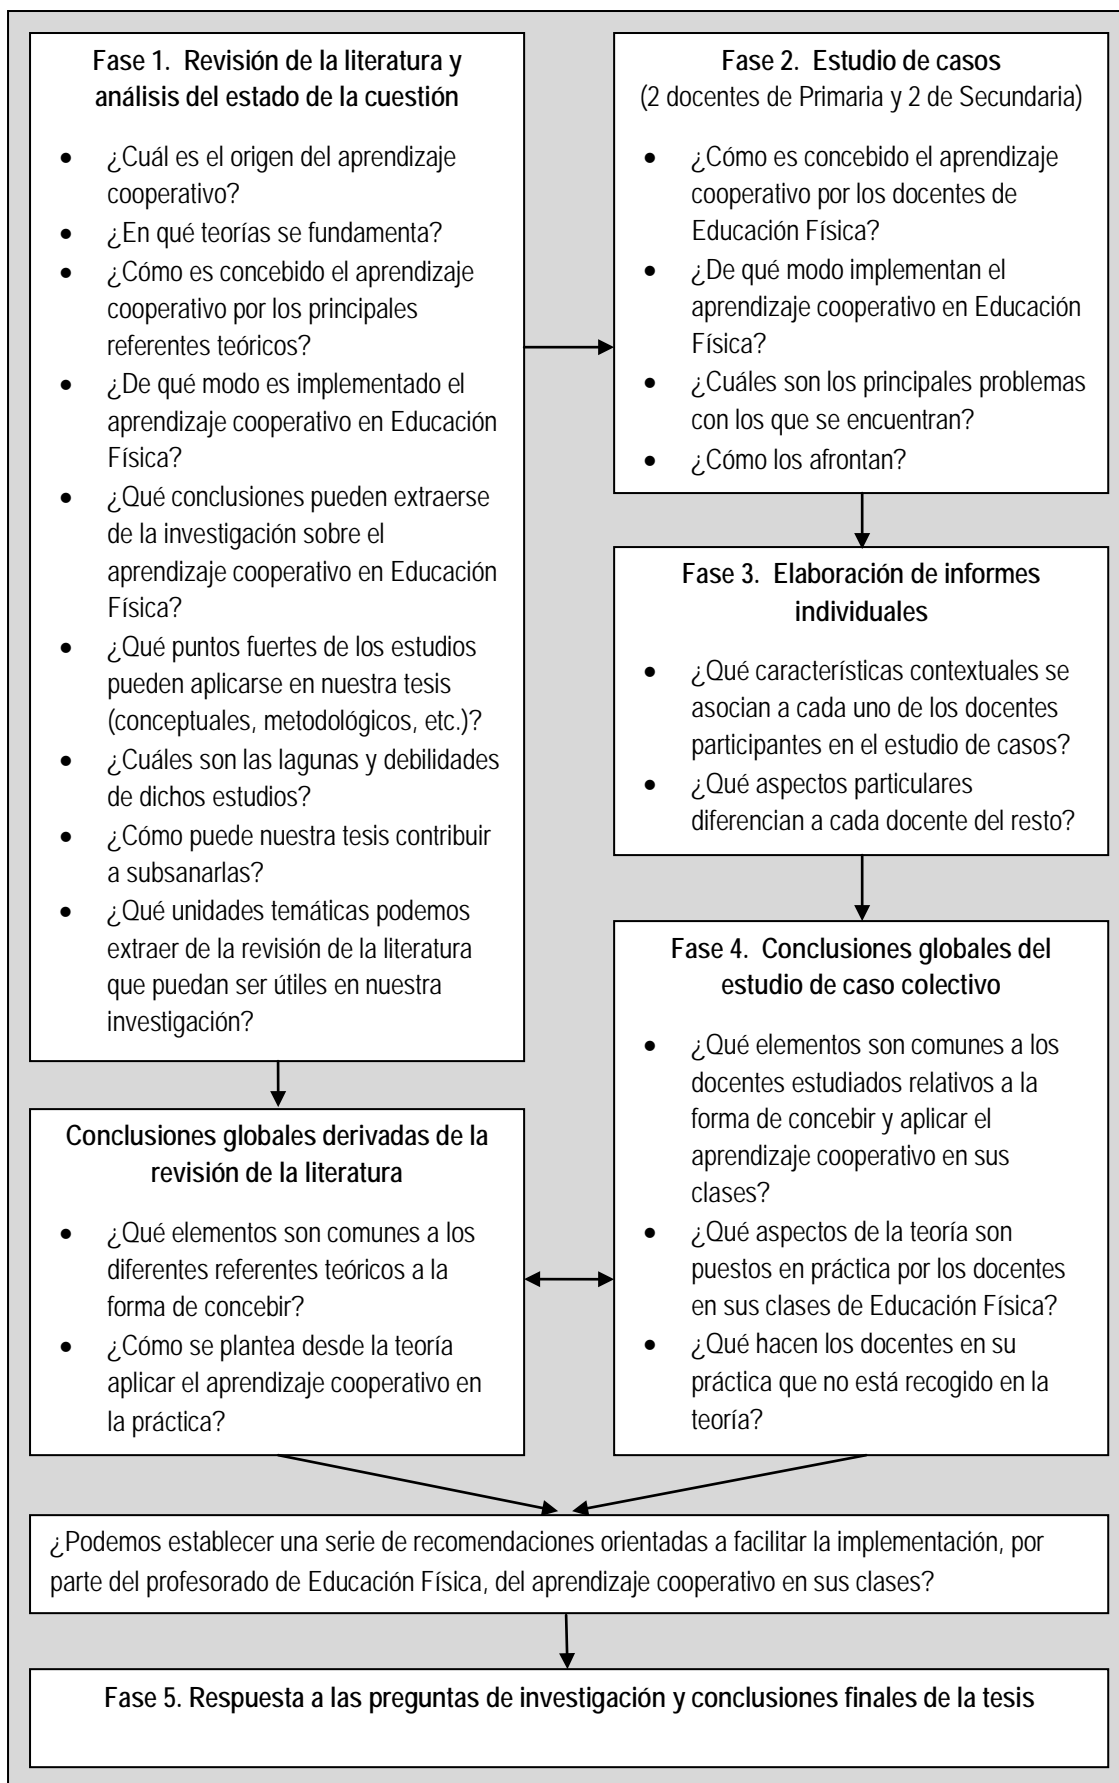 Fase 1. Revisión de la literatura y
análisis del estado de la cuestión
• ¿Cuál es el origen del aprendizaje
cooperativo?
• ¿En qué teorías se fundamenta?
• ¿Cómo es concebido el aprendizaje
cooperativo por los principales
referentes teóricos?
• ¿De qué modo es implementado el
aprendizaje cooperativo en Educación
Física?
• ¿Qué conclusiones pueden extraerse
de la investigación sobre el
aprendizaje cooperativo en Educación
Física?
• ¿Qué puntos fuertes de los estudios
pueden aplicarse en nuestra tesis
(conceptuales, metodológicos, etc.)?
• ¿Cuáles son las lagunas y debilidades
de dichos estudios?
• ¿Cómo puede nuestra tesis contribuir
a subsanarlas?
• ¿Qué unidades temáticas podemos
extraer de la revisión de la literatura
que puedan ser útiles en nuestra
investigación?
Fase 2. Estudio de casos
(2 docentes de Primaria y 2 de Secundaria)
• ¿Cómo es concebido el aprendizaje
cooperativo por los docentes de
Educación Física?
• ¿De qué modo implementan el
aprendizaje cooperativo en Educación
Física?
• ¿Cuáles son los principales problemas
con los que se encuentran?
• ¿Cómo los afrontan?
Fase 3. Elaboración de informes
individuales
• ¿Qué característícas contextuales se
asocian a cada uno de los docentes
participantes en el estudio de casos?
• ¿Qué aspectos particulares
diferencian a cada docente del resto?
Conclusiones globales derivadas de la
revisión de la literatura
• ¿Qué elementos son comunes a los
diferentes referentes teóricos a la
forma de concebir?
• ¿Cómo se plantea desde la teoría
aplicar el aprendizaje cooperativo en
la práctica?
Fase 4. Conclusiones globales del
estudio de caso colectivo
• ¿Qué elementos son comunes a los
docentes estudiados relativos a la
forma de concebir y aplicar el
aprendizaje cooperativo en sus
clases?
• ¿Qué aspectos de la teoría son
puestos en práctica por los docentes
en sus clases de Educación Física?
• ¿Qué hacen los docentes en su
práctica que no está recogido en la
teoría?
¿Podemos establecer una serie de recomendaciones orientadas a facilitar la implementación, por
parte del profesorado de Educación Física, del aprendizaje cooperativo en sus clases?
Fase 5. Respuesta a las preguntas de investigación y conclusiones finales de la tesis